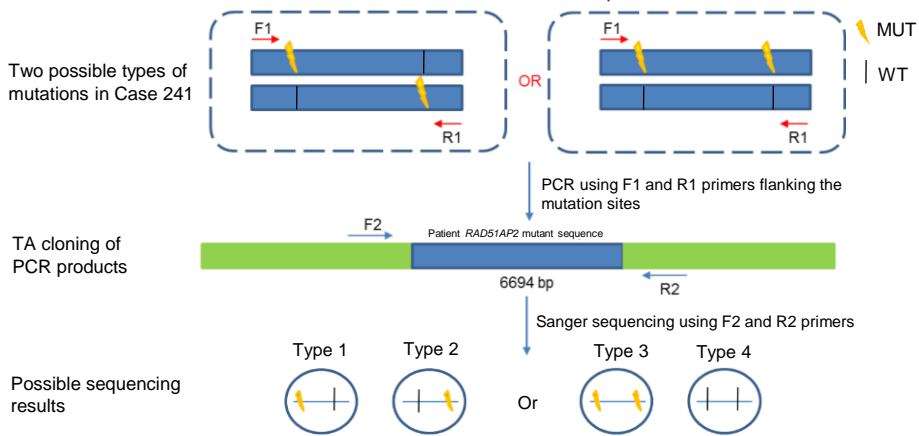 F1
F1
MUT
Two possible types of
mutations in Case 241
OR
WT
R1
R1
PCR using F1 and R1 primers flanking the
mutation sites
F2
TA cloning of
PCR products
Patient RAD51AP2 mutant sequence
6694 bp
R2
Sanger sequencing using F2 and R2 primers
Type 1
Type 2
Type 3
Type 4
Possible sequencing
results
Or